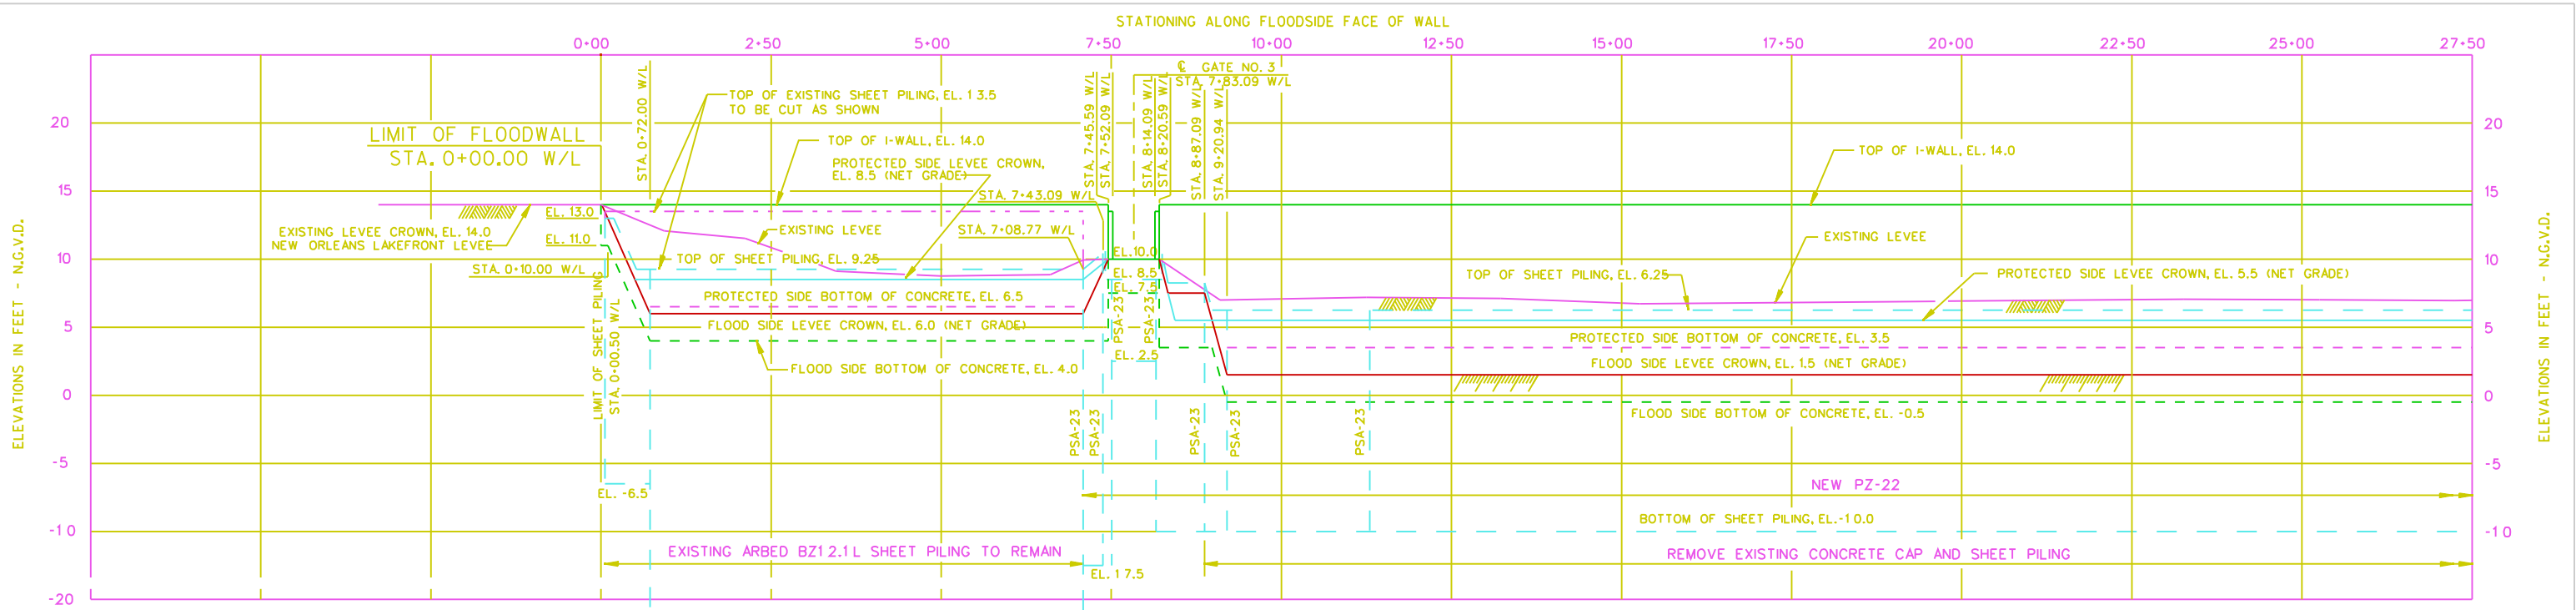 STATIONING ALONG FLOODSIDE FACE OF WALL
0+00 2+50 5+00 7+50 10+00 12+50 15+00 17+50 20+00 22+50 25+00 27+50
ELEVATIONS IN FEET - N.G.V.D.
20
15
10
5
0
-5
-10
-20
LIMIT OF FLOODWALL
STA. 0+00.00 W/L
STA. 0+72.00 W/L
TOP OF EXISTING SHEET PILING, EL. 13.5
TO BE CUT AS SHOWN
TOP OF I-WALL, EL. 14.0
PROTECTED SIDE LEVEE CROWN,
EL. 8.5 (NET GRADE)
STA. 7+43.09 W/L
STA. 7+08.77 W/L
STA. 7+45.59 W/L
STA. 7+52.09 W/L
℄ GATE NO. 3
STA. 7+83.09 W/L
STA. 8+14.09 W/L
STA. 8+20.59 W/L
STA. 8+87.09 W/L
STA. 9+20.94 W/L
EXISTING LEVEE CROWN, EL. 14.0
NEW ORLEANS LAKEFRONT LEVEE
EL. 13.0
EL. 11.0
STA. 0+10.00 W/L
LIMIT OF SHEET PILING
STA. 0+00.50 W/L
EXISTING LEVEE
TOP OF SHEET PILING, EL. 9.25
PROTECTED SIDE BOTTOM OF CONCRETE, EL. 6.5
FLOOD SIDE LEVEE CROWN, EL. 6.0 (NET GRADE)
FLOOD SIDE BOTTOM OF CONCRETE, EL. 4.0
EL. 10.0
EL. 8.5
EL. 7.5
PSA-23
PSA-23
EL. 2.5
PSA-23
PSA-23
PSA-23
PSA-23
PSA-23
EL. -6.5
EXISTING ARBED BZ12.1L SHEET PILING TO REMAIN
EL. 17.5
TOP OF I-WALL, EL. 14.0
EXISTING LEVEE
TOP OF SHEET PILING, EL. 6.25
PROTECTED SIDE LEVEE CROWN, EL. 5.5 (NET GRADE)
PROTECTED SIDE BOTTOM OF CONCRETE, EL. 3.5
FLOOD SIDE LEVEE CROWN, EL. 1.5 (NET GRADE)
FLOOD SIDE BOTTOM OF CONCRETE, EL. -0.5
NEW PZ-22
BOTTOM OF SHEET PILING, EL.-10.0
REMOVE EXISTING CONCRETE CAP AND SHEET PILING
20
15
10
5
0
-5
-10
-20
ELEVATIONS IN FEET - N.G.V.D.